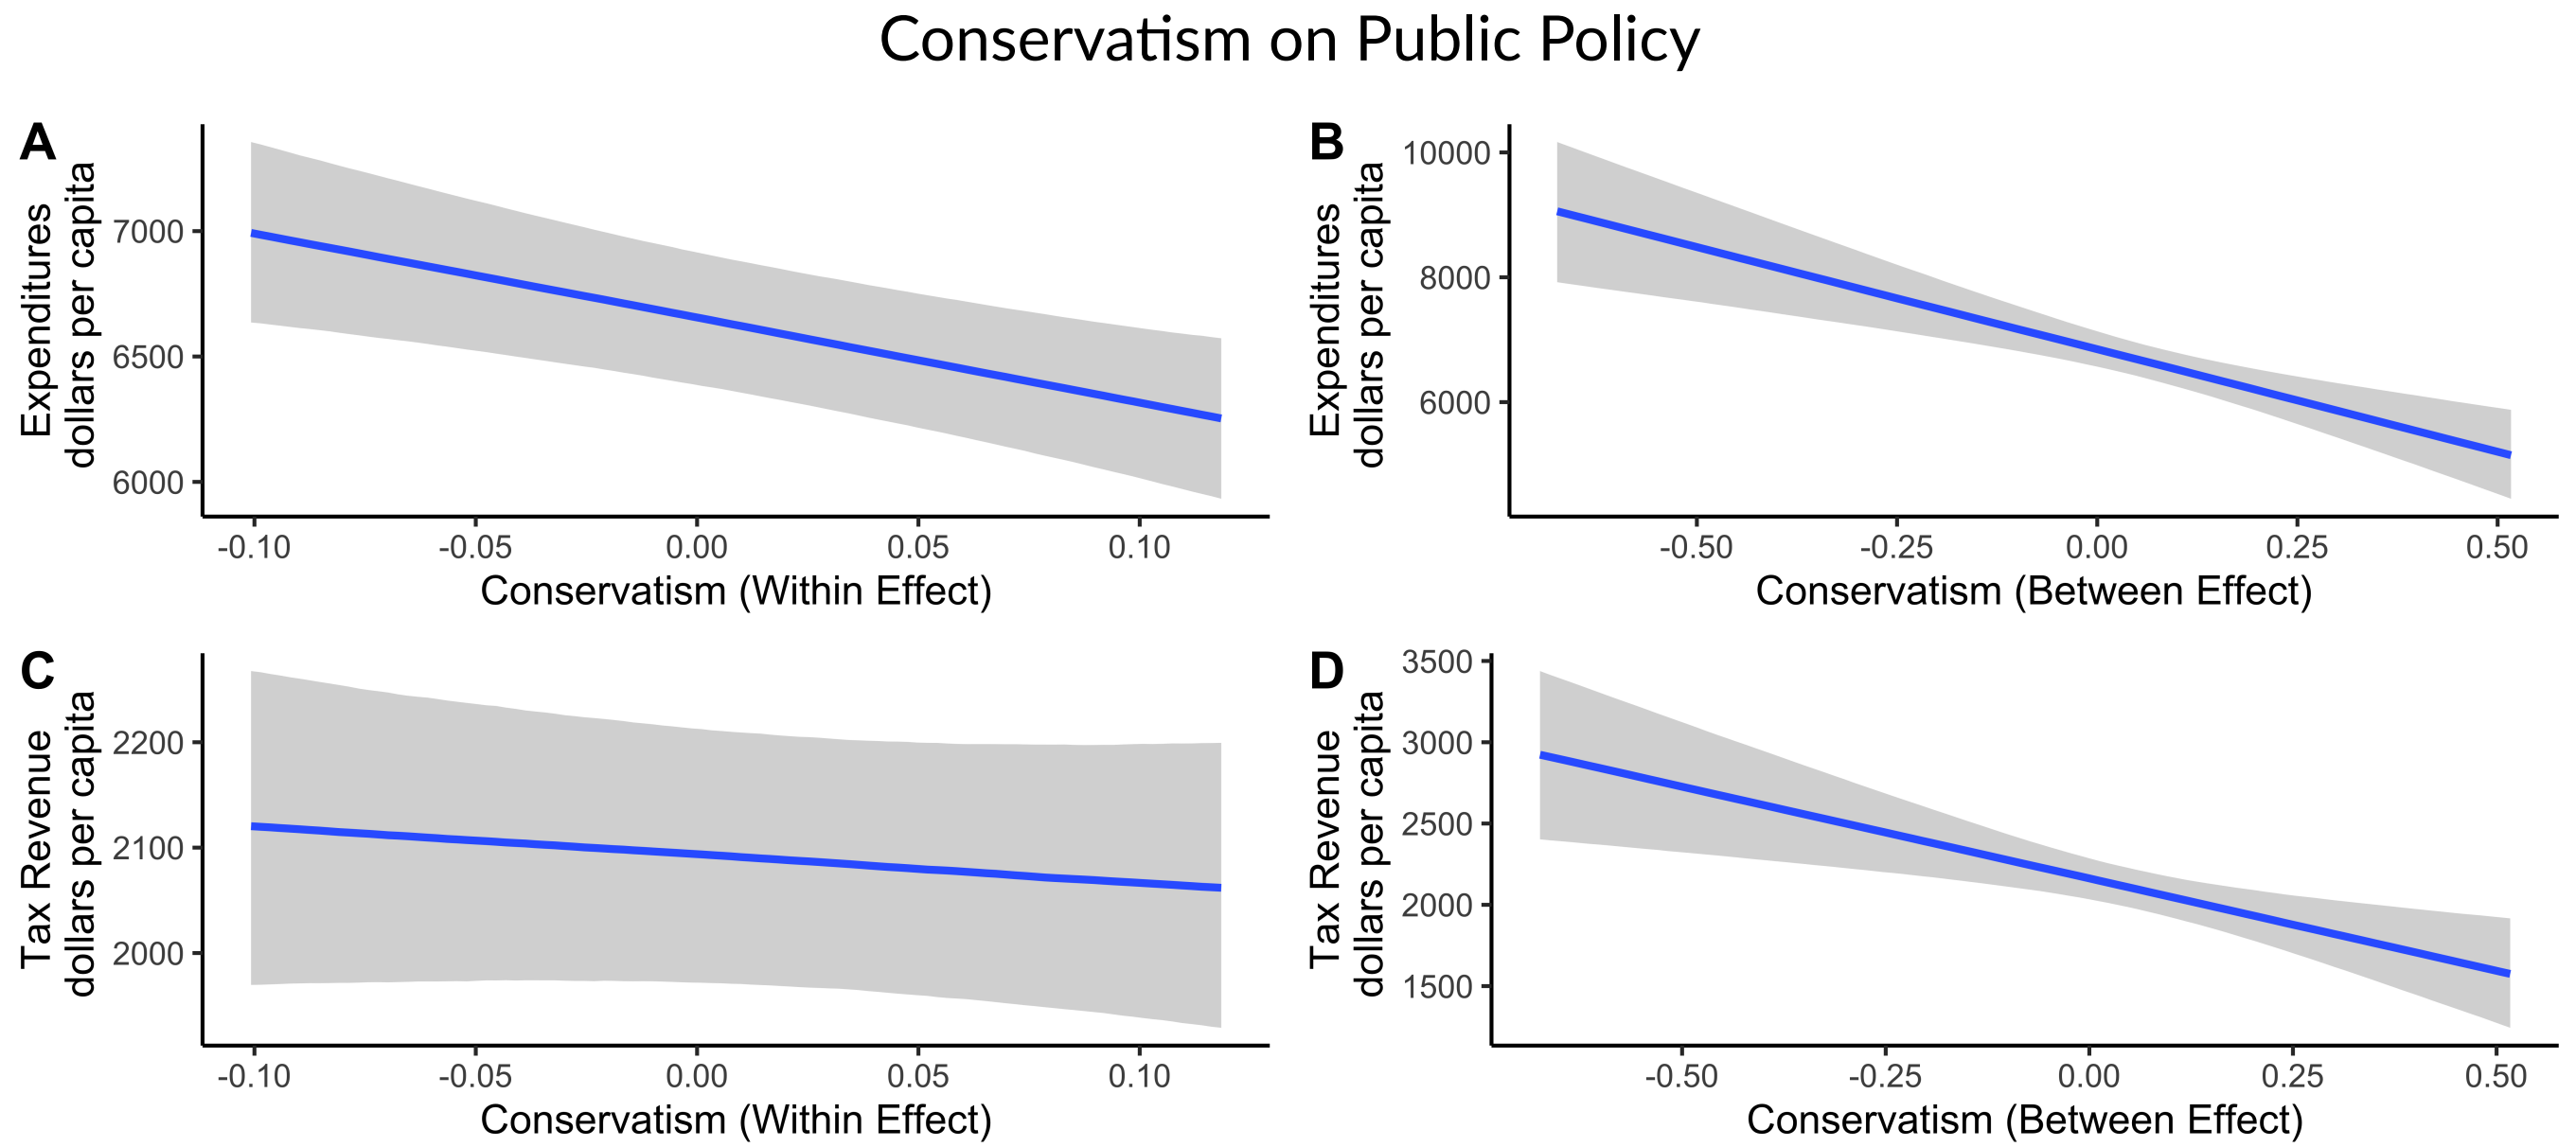 Conservatism on Public Policy
A
Expenditures
dollars per capita
7000
6500
6000
-0.10 -0.05 0.00 0.05 0.10
Conservatism (Within Effect)
B
Expenditures
dollars per capita
10000
8000
6000
-0.50 -0.25 0.00 0.25 0.50
Conservatism (Between Effect)
C
Tax Revenue
dollars per capita
2200
2100
2000
-0.10 -0.05 0.00 0.05 0.10
Conservatism (Within Effect)
D
Tax Revenue
dollars per capita
3500
3000
2500
2000
1500
-0.50 -0.25 0.00 0.25 0.50
Conservatism (Between Effect)